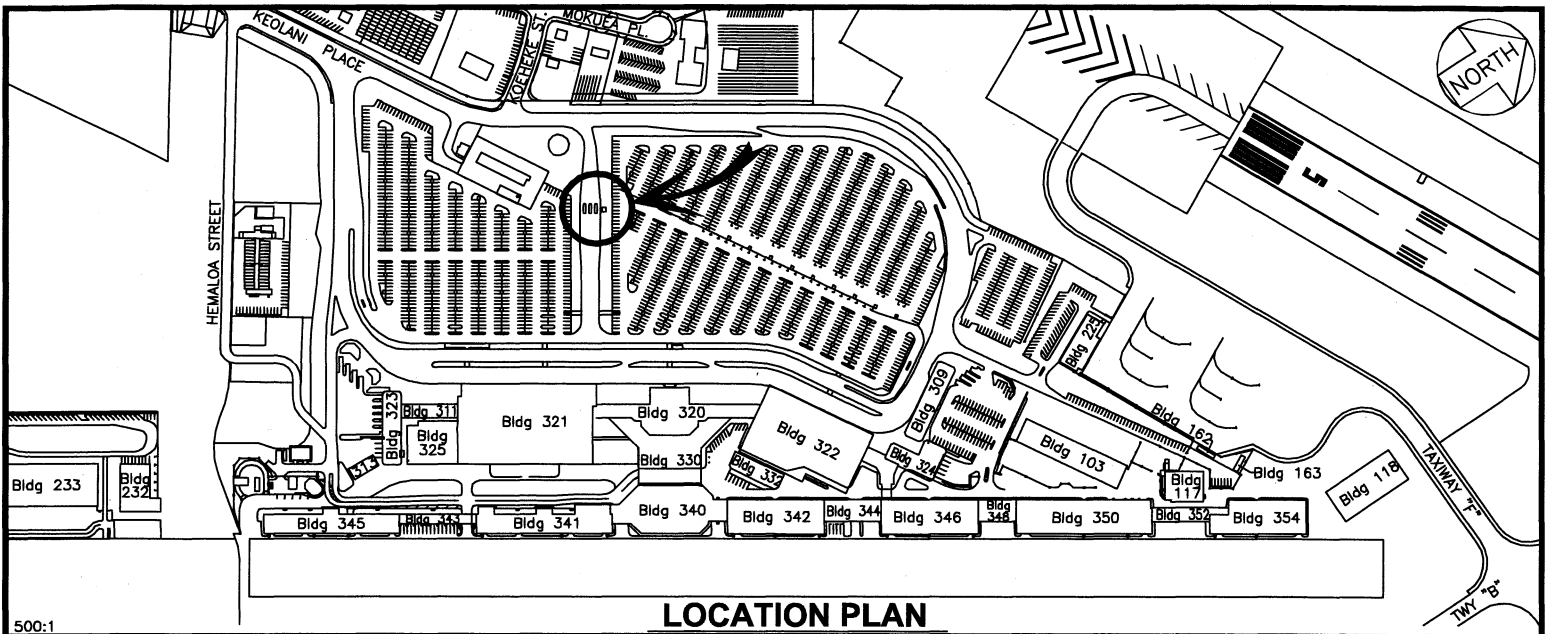 KEOLANI PLACE
KOEHEKE ST.
MOKUEA PL.
NORTH
5
HEMALOA STREET
Bldg 225
Bldg 309
Bldg 323
Bldg 311
Bldg 325
Bldg 321
Bldg 320
Bldg 322
Bldg 330
Bldg 332
Bldg 324
Bldg 103
Bldg 162
Bldg 163
Bldg 117
Bldg 118
TAXIWAY "F"
313
Bldg 233
Bldg 232
Bldg 345
Bldg 343
Bldg 341
Bldg 340
Bldg 342
Bldg 344
Bldg 346
Bldg 348
Bldg 350
Bldg 352
Bldg 354
TWY "B"
LOCATION PLAN
500:1